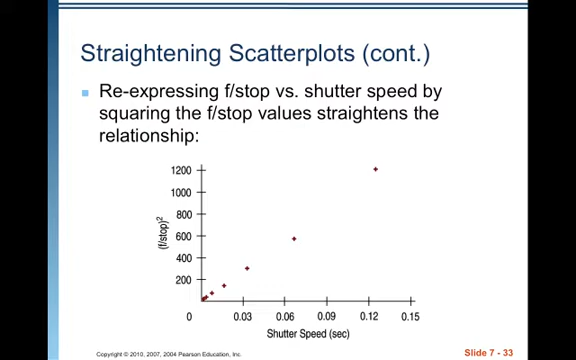 Straightening Scatterplots (cont.)
Re-expressing f/stop vs. shutter speed by
squaring the f/stop values straightens the
relationship:
1200
1000
800
600
400
200
(f/stop)²
0 0.03 0.06 0.09 0.12 0.15
Shutter Speed (sec)
Copyright © 2010, 2007, 2004 Pearson Education, Inc.
Slide 7 - 33